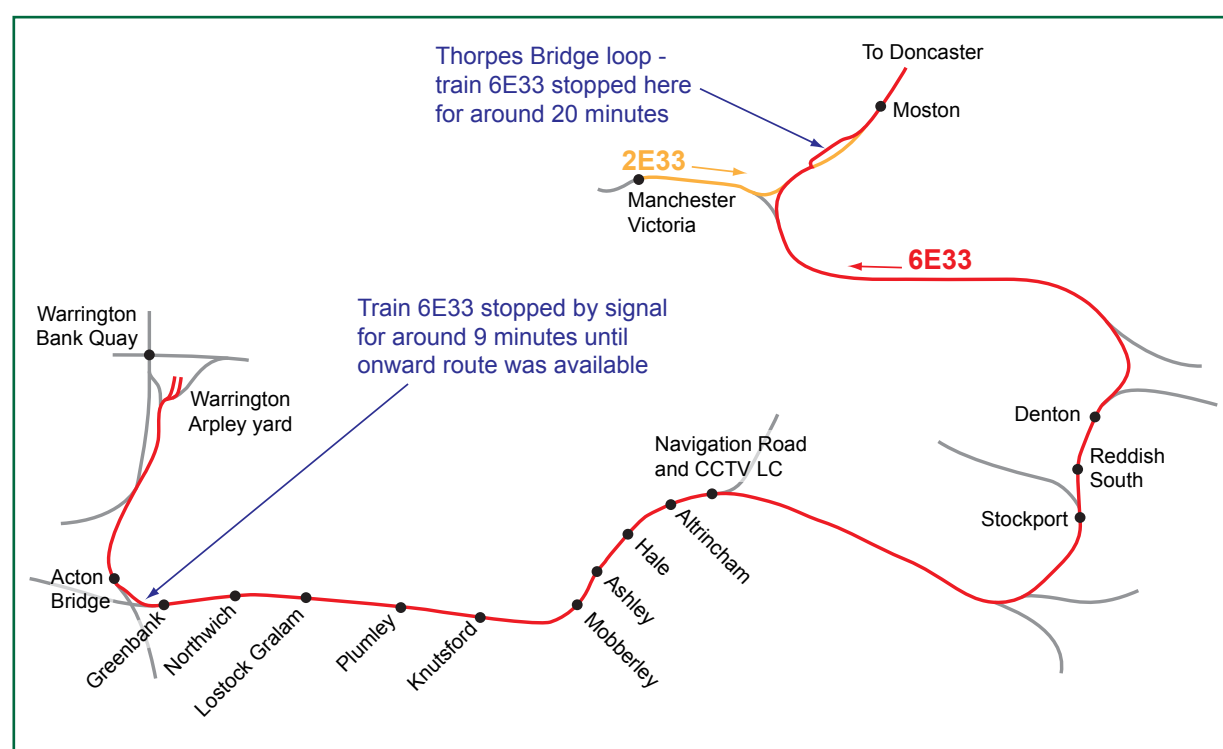 Thorpes Bridge loop -
train 6E33 stopped here
for around 20 minutes
To Doncaster
Moston
2E33
Manchester
Victoria
6E33
Train 6E33 stopped by signal
for around 9 minutes until
onward route was available
Warrington
Bank Quay
Warrington
Arpley yard
Navigation Road
and CCTV LC
Denton
Reddish
South
Stockport
Acton
Bridge
Greenbank
Northwich
Lostock Gralam
Plumley
Knutsford
Mobberley
Ashley
Hale
Altrincham